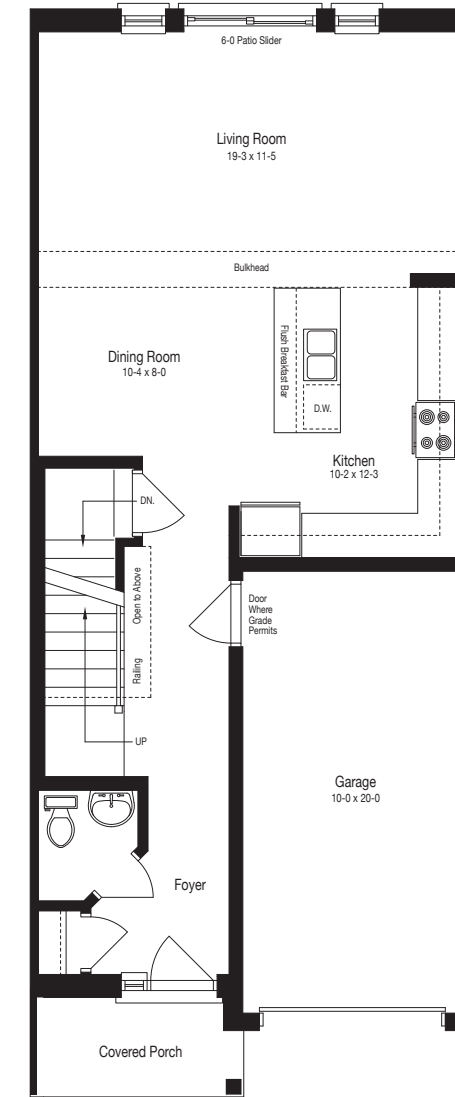 6-0 Patio Slider
Living Room
19-3 x 11-5
Bulkhead
Flush Breakfast Bar
Dining Room
10-4 x 8-0
D.W.
Kitchen
10-2 x 12-3
DN.
Open to Above
Door
Where
Grade
Permits
Railing
UP
Garage
10-0 x 20-0
Foyer
Covered Porch